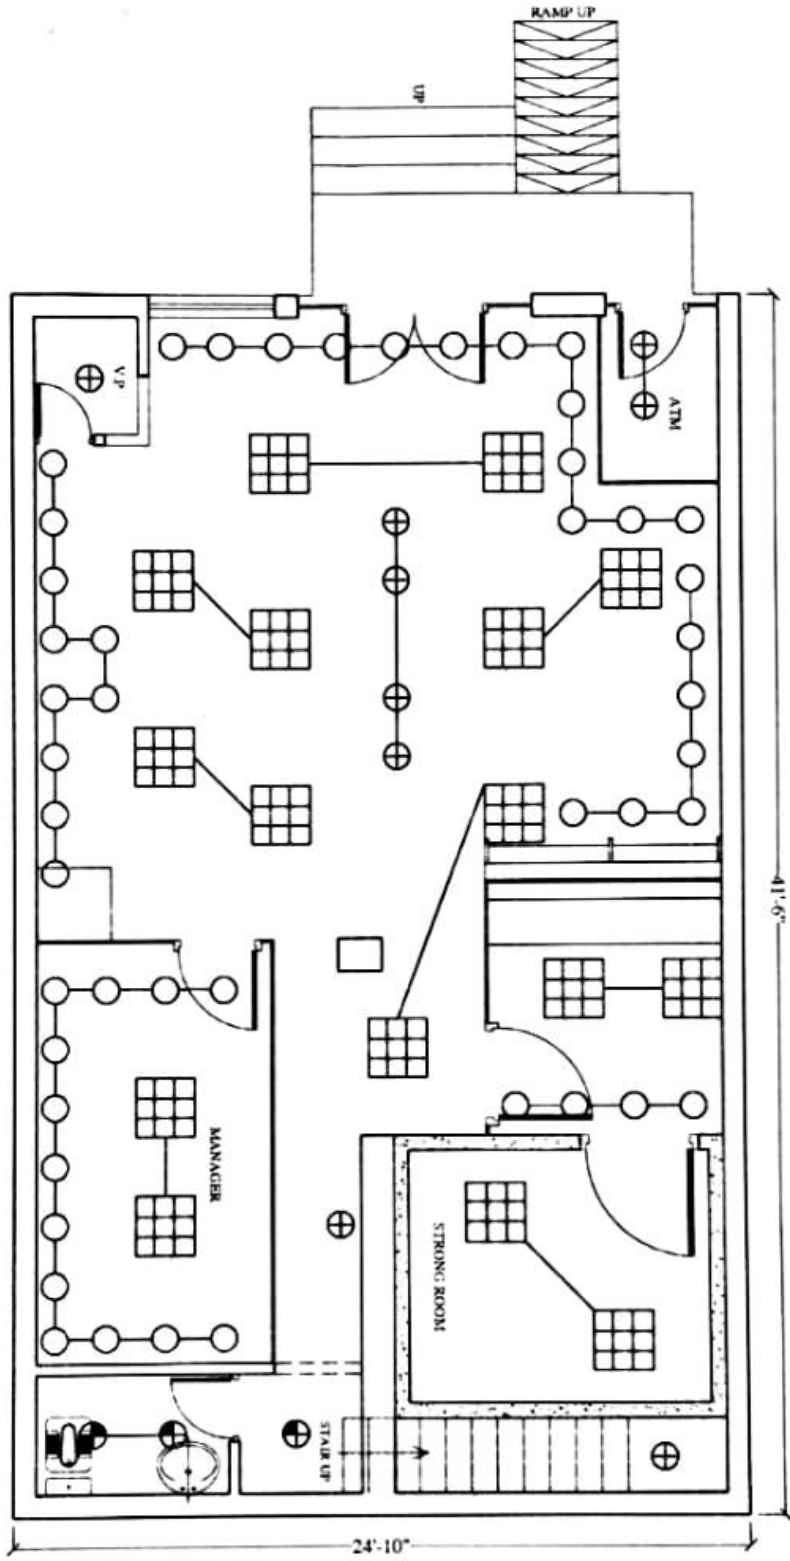 RAMP UP
UP
V.P
ATM
41'-6"
MANAGER
STRONG ROOM
STAIR UP
24'-10"